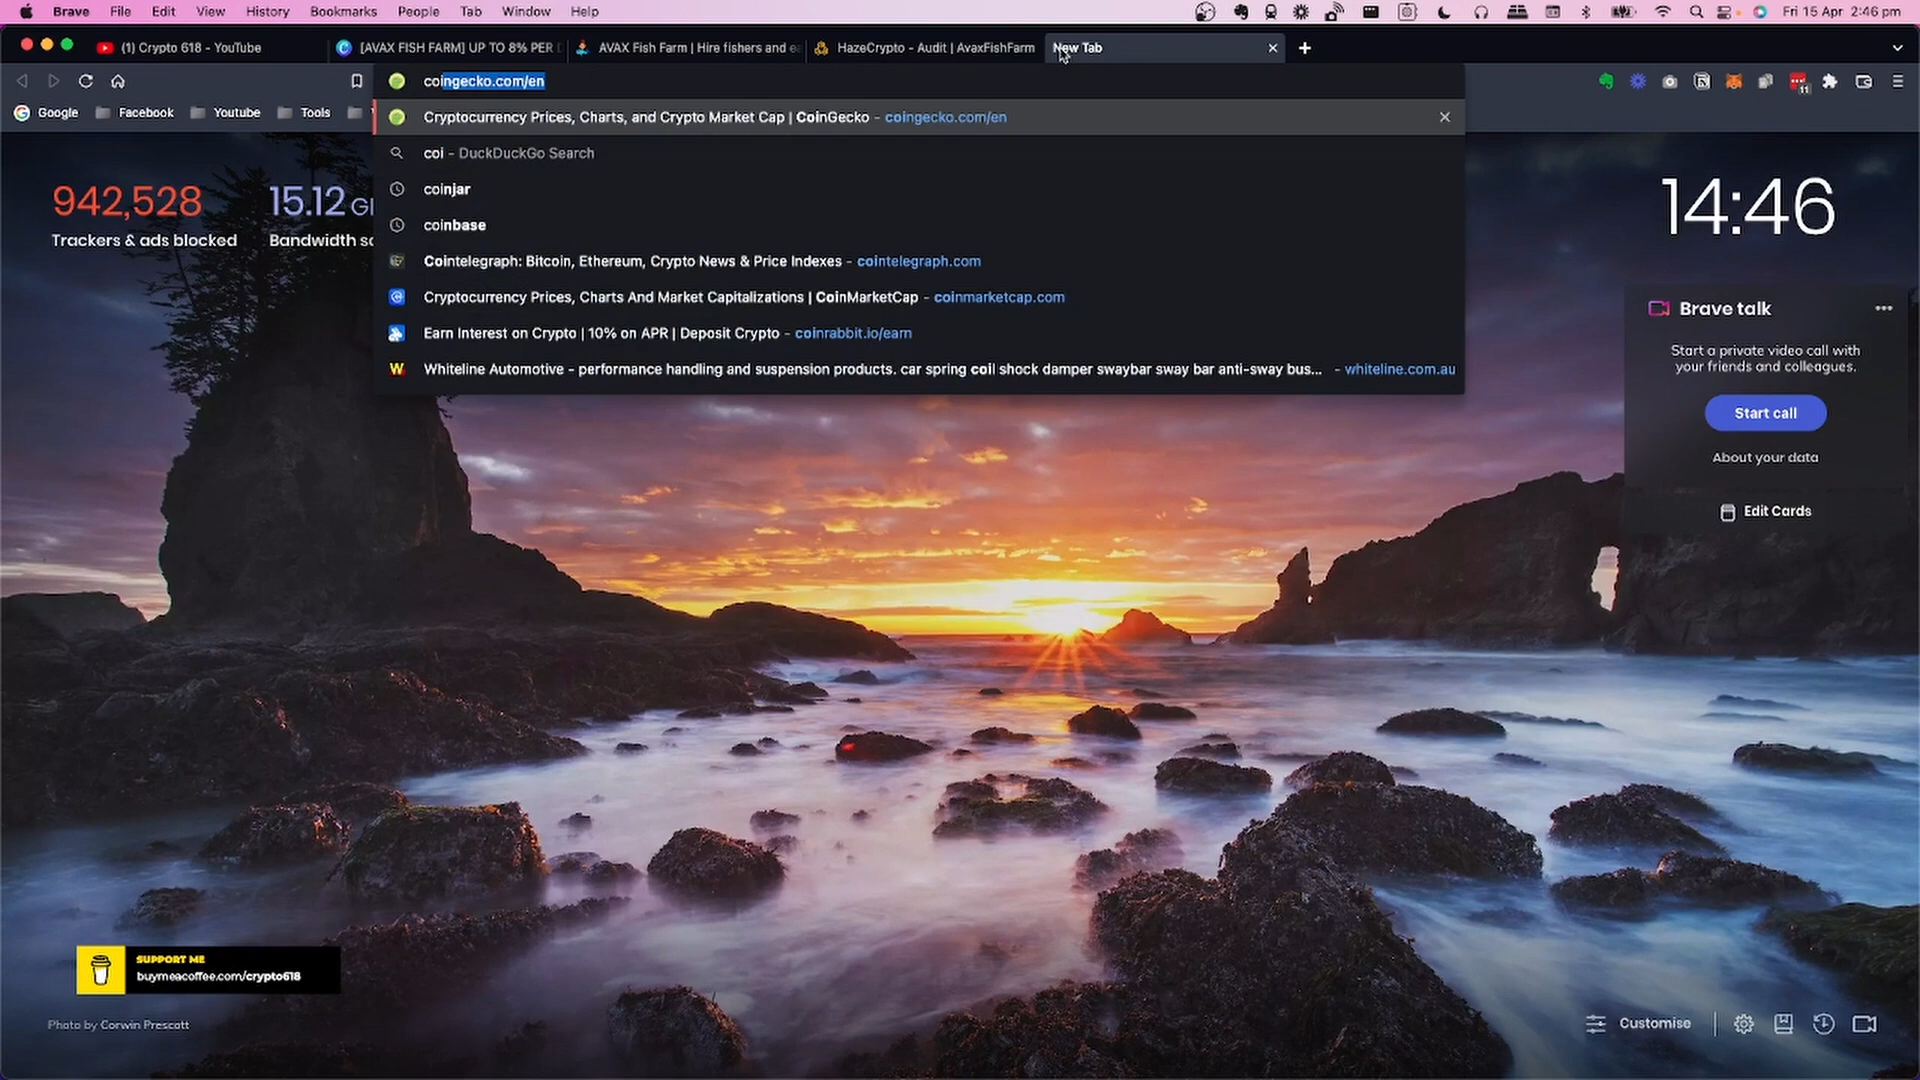 Brave File Edit View History Bookmarks People Tab Window Help
Fri 15 Apr 2:46 pm
(1) Crypto 618 - YouTube
[AVAX FISH FARM] UP TO 8% PER
AVAX Fish Farm | Hire fishers and ea
HazeCrypto - Audit | AvaxFishFarm
New Tab
coingecko.com/en
11
Google Facebook Youtube Tools
Cryptocurrency Prices, Charts, and Crypto Market Cap | CoinGecko - coingecko.com/en
coi - DuckDuckGo Search
coinjar
coinbase
Cointelegraph: Bitcoin, Ethereum, Crypto News & Price Indexes - cointelegraph.com
Cryptocurrency Prices, Charts And Market Capitalizations | CoinMarketCap - coinmarketcap.com
Earn Interest on Crypto | 10% on APR | Deposit Crypto - coinrabbit.io/earn
Whiteline Automotive - performance handling and suspension products. car spring coil shock damper swaybar sway bar anti-sway bus... - whiteline.com.au
942,528
Trackers & ads blocked
15.12
Bandwidth
14:46
Brave talk
Start a private video call with
your friends and colleagues.
Start call
About your data
Edit Cards
SUPPORT ME
buymeacoffee.com/crypto618
Photo by Corwin Prescott
Customise